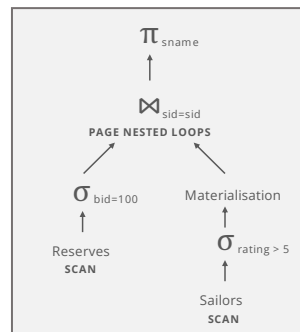 π sname
⋈ sid=sid
PAGE NESTED LOOPS
σ bid=100
Materialisation
Reserves
SCAN
σ rating > 5
Sailors
SCAN